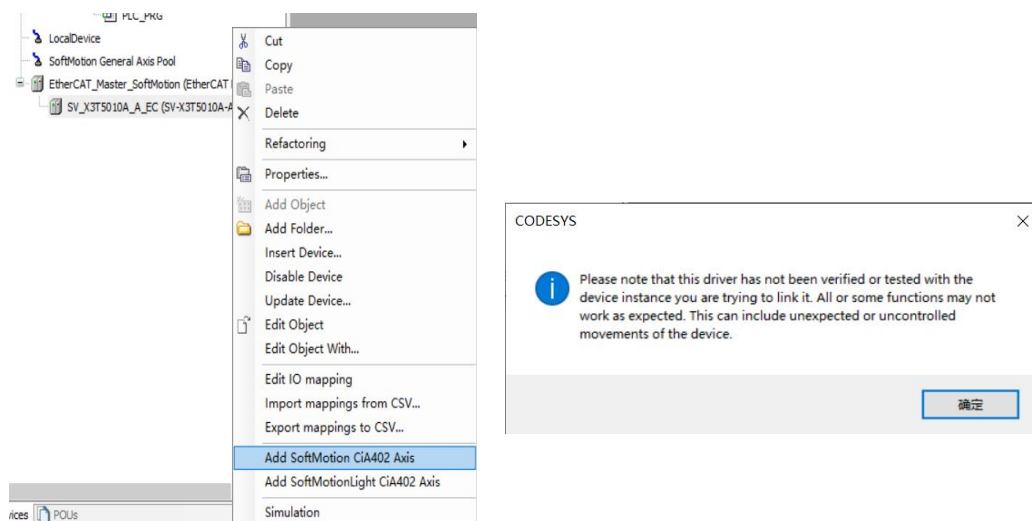 PLC_PRG
LocalDevice
SoftMotion General Axis Pool
EtherCAT_Master_SoftMotion (EtherCAT
SV_X3T5010A_A_EC (SV-X3T5010A-A
Cut
Copy
Paste
Delete
Refactoring
Properties...
Add Object
Add Folder...
Insert Device...
Disable Device
Update Device...
Edit Object
Edit Object With...
Edit IO mapping
Import mappings from CSV...
Export mappings to CSV...
Add SoftMotion CiA402 Axis
Add SoftMotionLight CiA402 Axis
Simulation
vices
POUs
CODESYS
Please note that this driver has not been verified or tested with the
device instance you are trying to link it. All or some functions may not
work as expected. This can include unexpected or uncontrolled
movements of the device.
确定